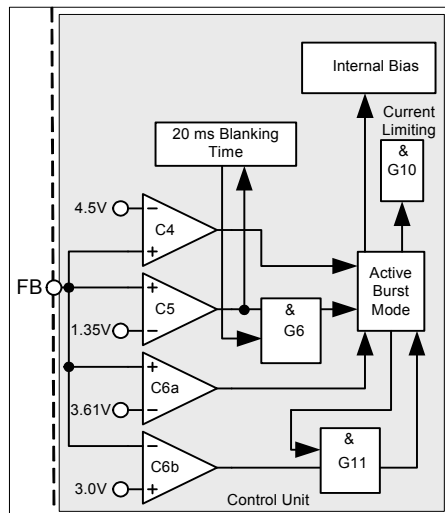 Internal Bias
Current
Limiting
20 ms Blanking
Time
&
G10
4.5V
−
C4
+
FB
+
C5
−
1.35V
Active
Burst
Mode
&
G6
+
C6a
−
3.61V
−
C6b
+
3.0V
&
G11
Control Unit